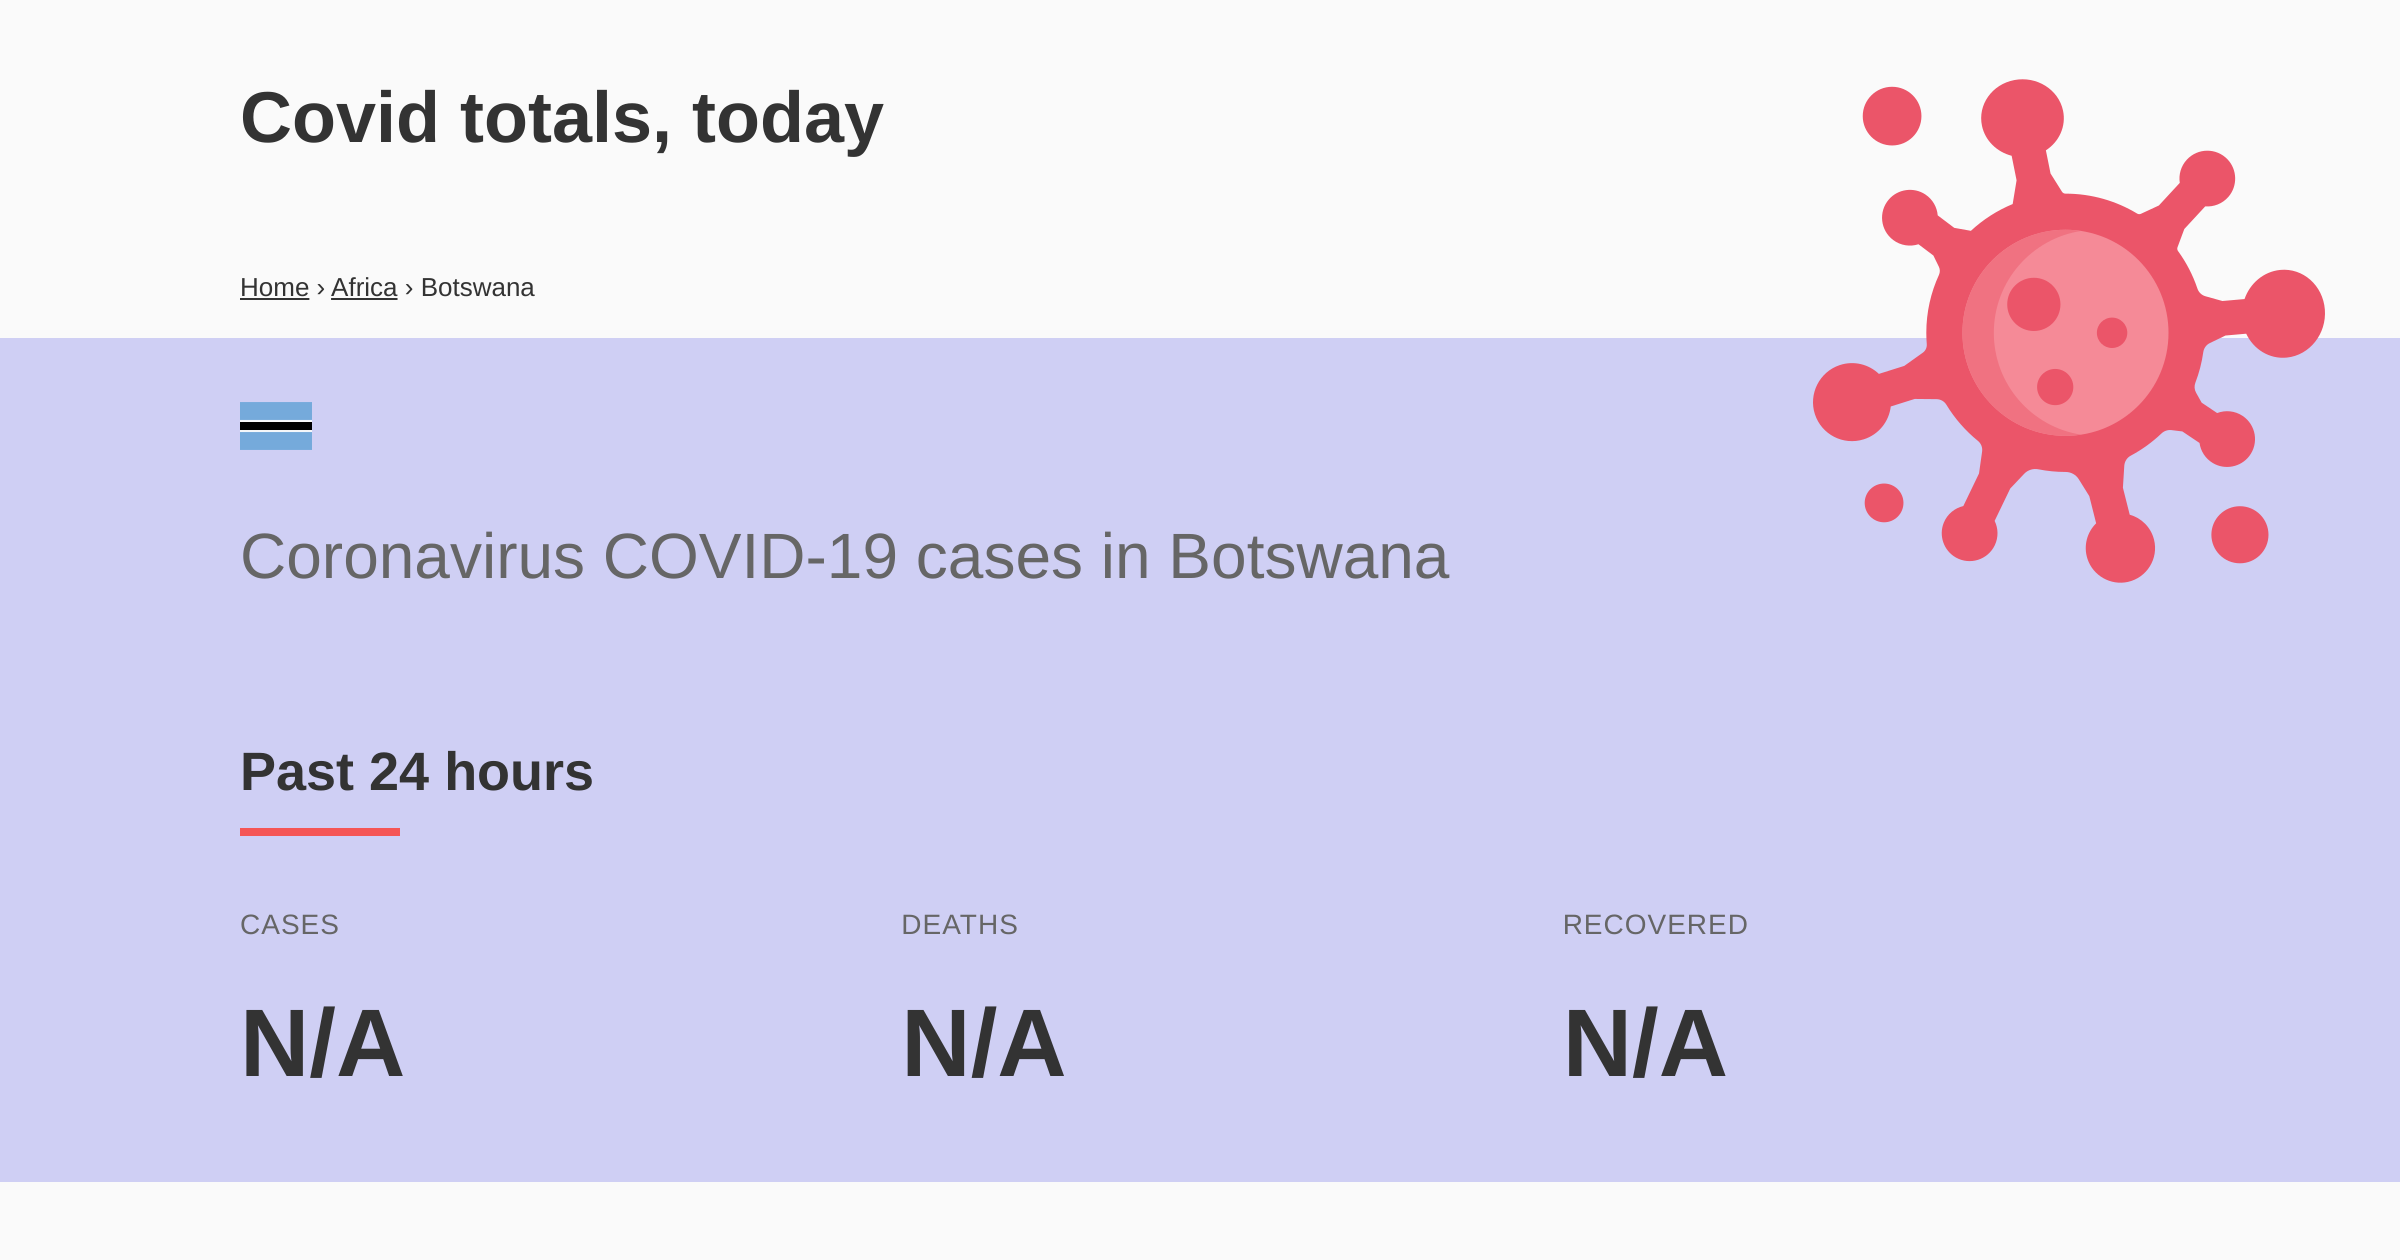 Covid totals, today
Home › Africa › Botswana
Coronavirus COVID-19 cases in Botswana
Past 24 hours
CASES DEATHS RECOVERED
N/A N/A N/A